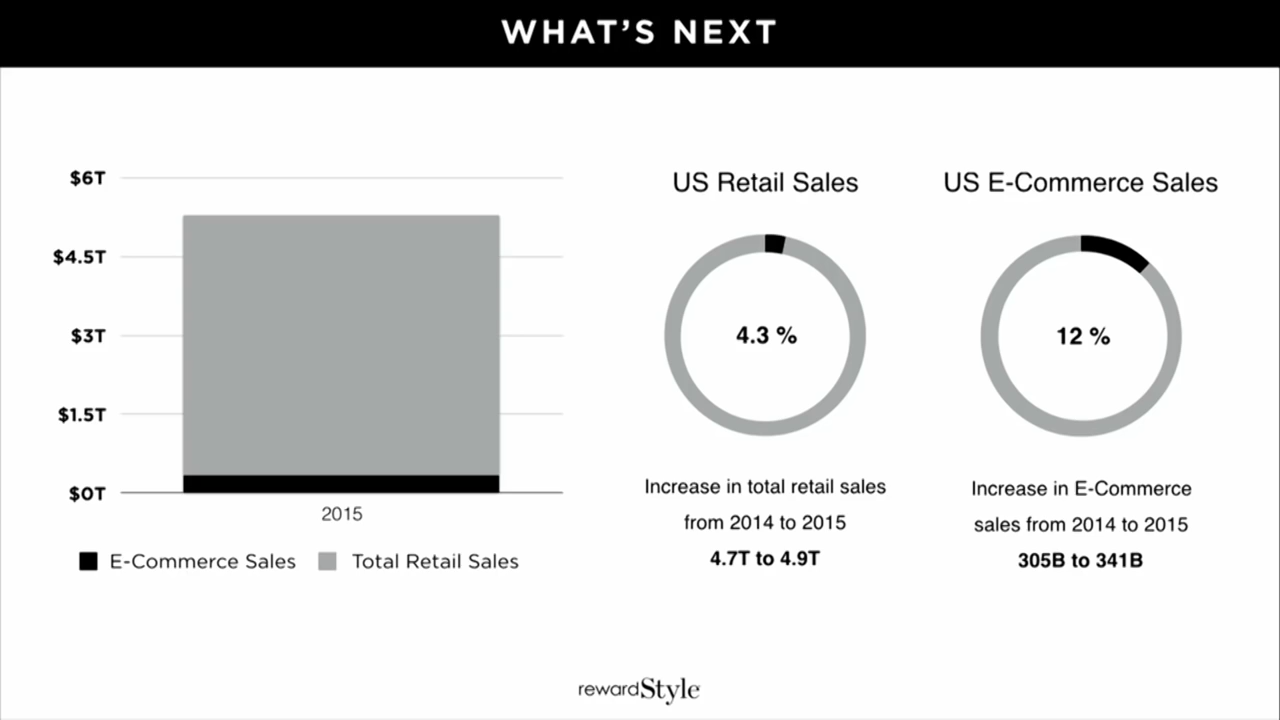 WHAT'S NEXT
$6T
$4.5T
$3T
$1.5T
$0T
2015
E-Commerce Sales
Total Retail Sales
US Retail Sales
4.3 %
Increase in total retail sales
from 2014 to 2015
4.7T to 4.9T
US E-Commerce Sales
12 %
Increase in E-Commerce
sales from 2014 to 2015
305B to 341B
rewardStyle